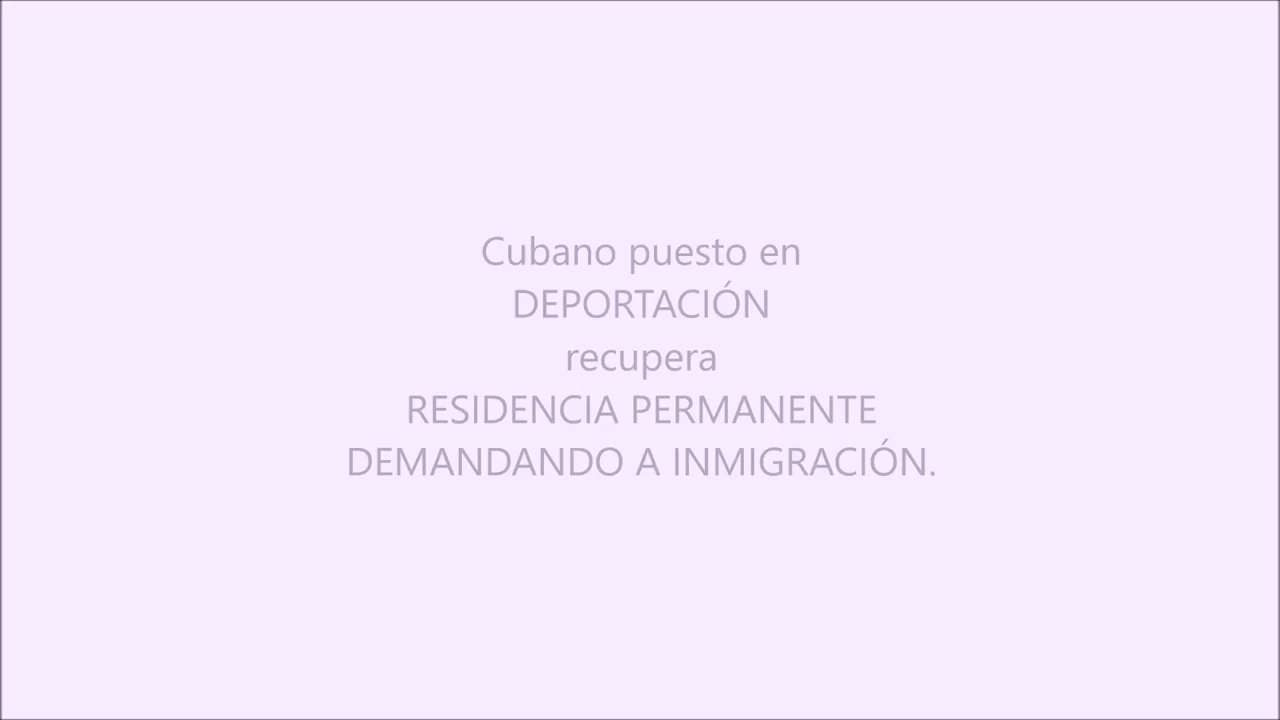 Cubano puesto en
DEPORTACIÓN
recupera
RESIDENCIA PERMANENTE
DEMANDANDO A INMIGRACIÓN.